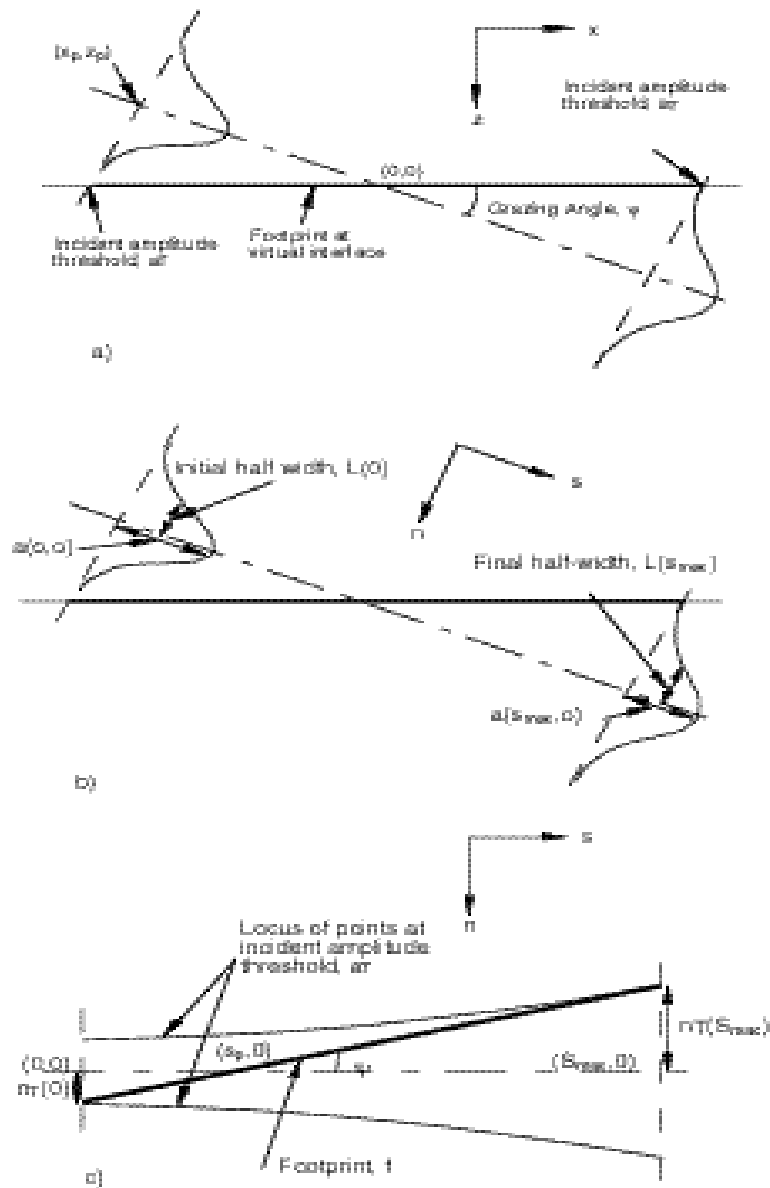 (xp, zp)
x
z
Incident amplitude
threshold, aT
(0,0)
Grazing Angle, φ
Incident amplitude
threshold, aT
Footprint at
virtual interface
a)
Initial half width, L(0)
s
n
a(0,0)
Final half-width, L(smax)
a(smax,0)
b)
s
n
Locus of points at
incident amplitude
threshold, aT
(0,0)
nT(0)
(sp,0)
(Smax,0)
nT(Smax)
Footprint, f
c)